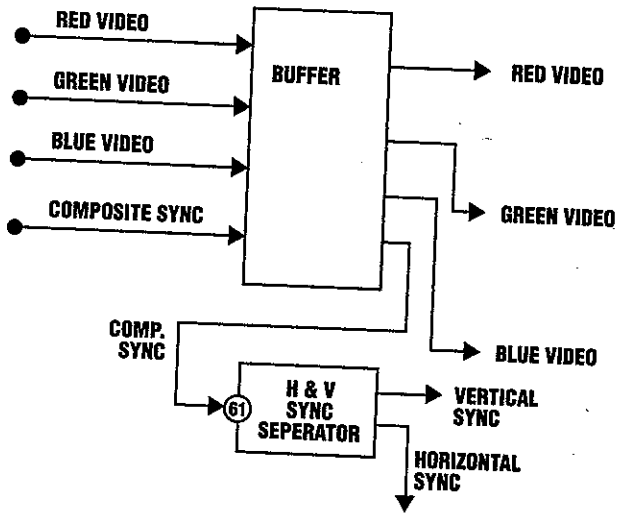 RED VIDEO
GREEN VIDEO
BLUE VIDEO
COMPOSITE SYNC
BUFFER
RED VIDEO
GREEN VIDEO
BLUE VIDEO
COMP.
SYNC
61
H & V
SYNC
SEPERATOR
VERTICAL
SYNC
HORIZONTAL
SYNC